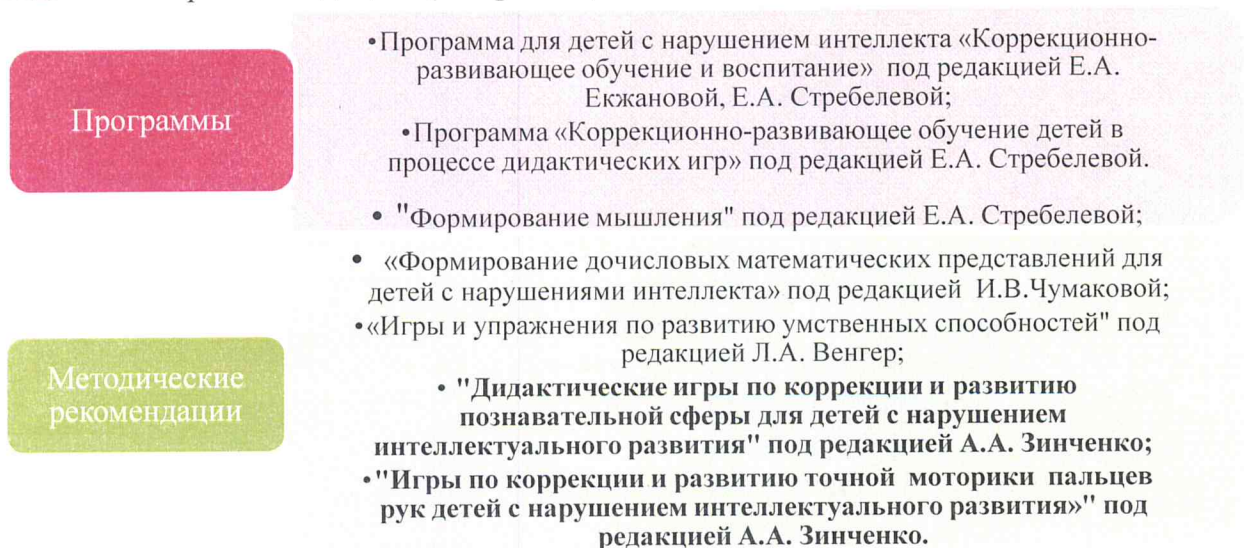 Программы
•Программа для детей с нарушением интеллекта «Коррекционно-
развивающее обучение и воспитание» под редакцией Е.А.
Екжановой, Е.А. Стребелевой;
•Программа «Коррекционно-развивающее обучение детей в
процессе дидактических игр» под редакцией Е.А. Стребелевой.
• "Формирование мышления" под редакцией Е.А. Стребелевой;
• «Формирование дочисловых математических представлений для
детей с нарушениями интеллекта» под редакцией И.В.Чумаковой;
•«Игры и упражнения по развитию умственных способностей" под
редакцией Л.А. Венгер;
Методические
рекомендации
• "Дидактические игры по коррекции и развитию
познавательной сферы для детей с нарушением
интеллектуального развития" под редакцией А.А. Зинченко;
•"Игры по коррекции и развитию точной моторики пальцев
рук детей с нарушением интеллектуального развития»" под
редакцией А.А. Зинченко.